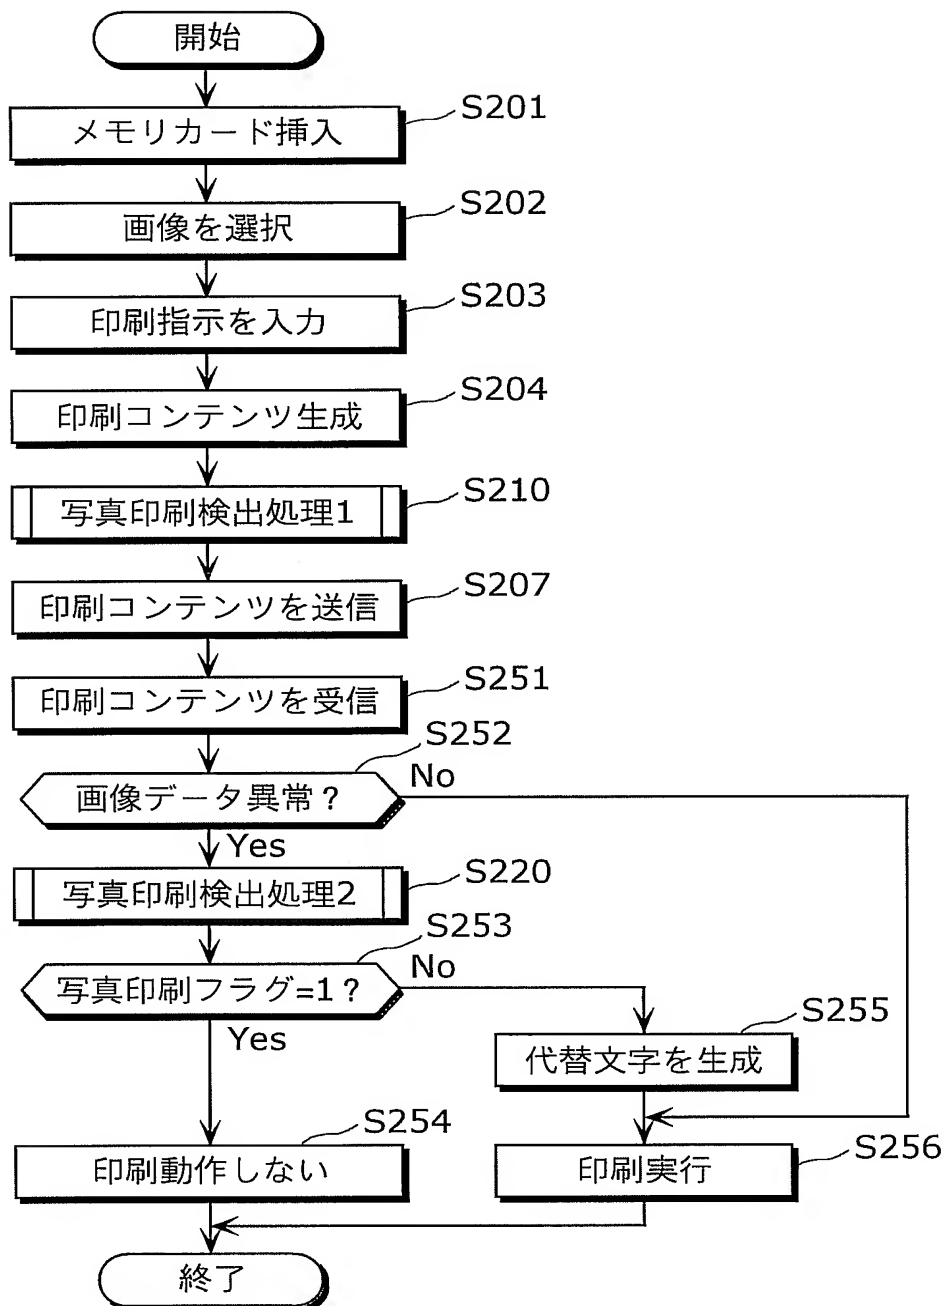 開始
メモリカード挿入
S201
画像を選択
S202
印刷指示を入力
S203
印刷コンテンツ生成
S204
写真印刷検出処理1
S210
印刷コンテンツを送信
S207
印刷コンテンツを受信
S251
画像データ異常？
S252
No
Yes
写真印刷検出処理2
S220
写真印刷フラグ=1？
S253
No
Yes
代替文字を生成
S255
印刷動作しない
S254
印刷実行
S256
終了